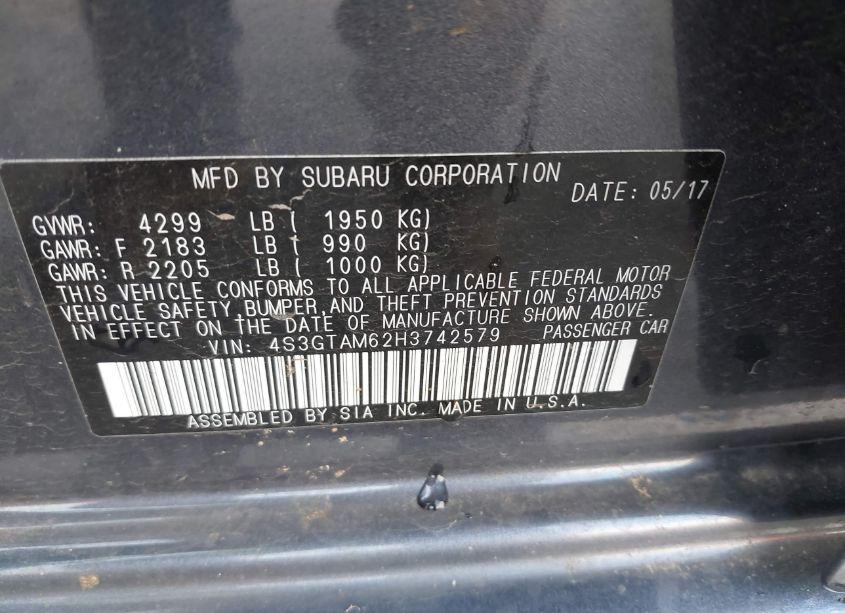 MFD BY SUBARU CORPORATION DATE: 05/17
GVWR: 4299 LB ( 1950 KG)
GAWR: F 2183 LB ( 990 KG)
GAWR: R 2205 LB ( 1000 KG)
THIS VEHICLE CONFORMS TO ALL APPLICABLE FEDERAL MOTOR
VEHICLE SAFETY, BUMPER, AND THEFT PREVENTION STANDARDS
IN EFFECT ON THE DATE OF MANUFACTURE SHOWN ABOVE.
VIN: 4S3GTAM62H3742579 PASSENGER CAR
ASSEMBLED BY SIA INC. MADE IN U.S.A.